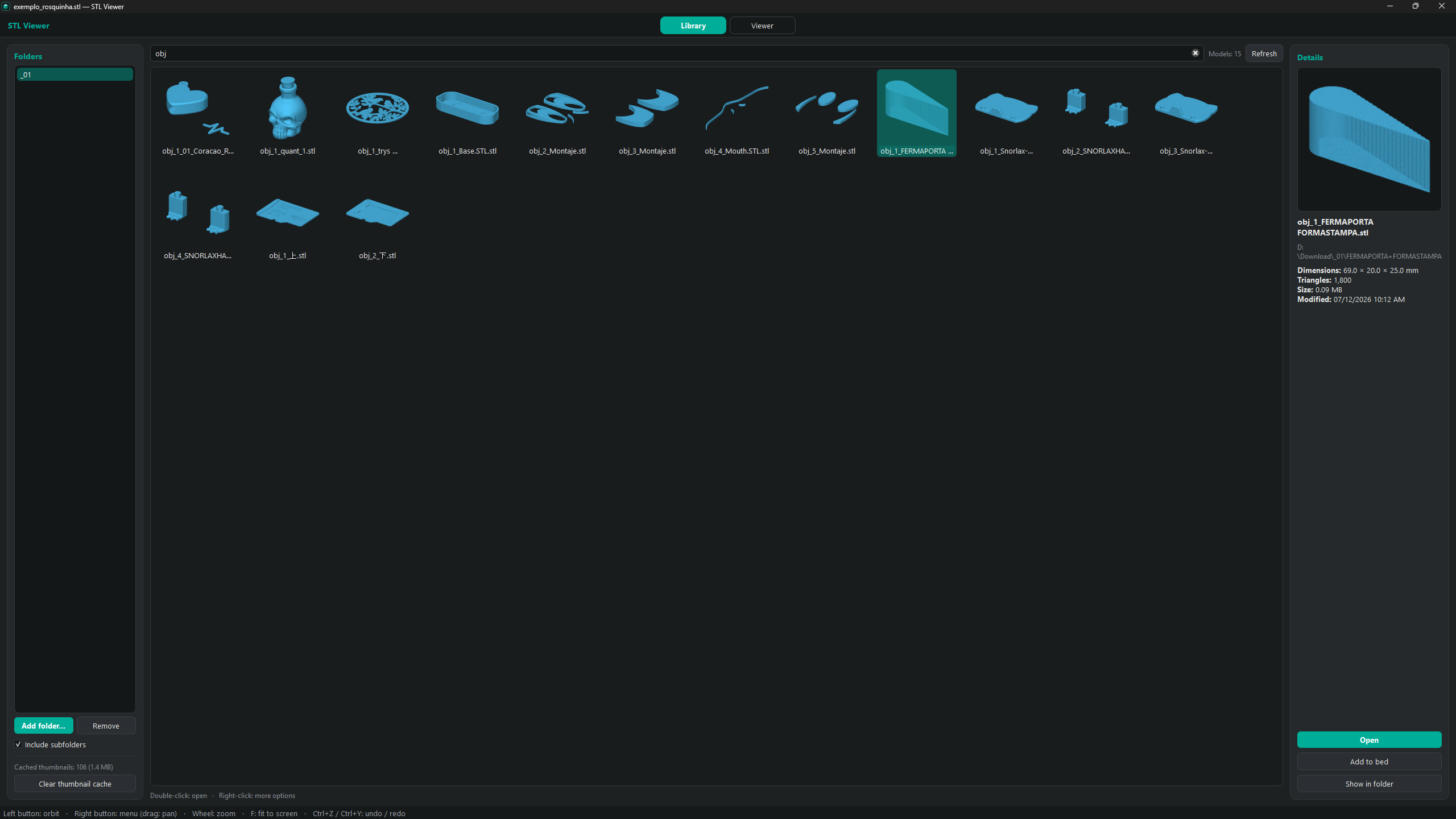 exemplo_rosquinha.stl — STL Viewer
STL Viewer
Library
Viewer
Folders
_01
Add folder...
Remove
Include subfolders
Cached thumbnails: 106 (1.4 MB)
Clear thumbnail cache
obj
Models: 15
Refresh
obj_1_01_Coracao_R...
obj_1_quant_1.stl
obj_1_trys ...
obj_1_Base.STL.stl
obj_2_Montaje.stl
obj_3_Montaje.stl
obj_4_Mouth.STL.stl
obj_5_Montaje.stl
obj_1_FERMAPORTA ...
obj_1_Snorlax-...
obj_2_SNORLAXHA...
obj_3_Snorlax-...
obj_4_SNORLAXHA...
obj_1_上.stl
obj_2_下.stl
Double-click: open · Right-click: more options
Details
obj_1_FERMAPORTA
FORMASTAMPA.stl
D:
\Download\_01\FERMAPORTA+FORMASTAMPA
Dimensions: 69.0 × 20.0 × 25.0 mm
Triangles: 1,800
Size: 0.09 MB
Modified: 07/12/2026 10:12 AM
Open
Add to bed
Show in folder
Left button: orbit · Right button: menu (drag: pan) · Wheel: zoom · F: fit to screen · Ctrl+Z / Ctrl+Y: undo / redo